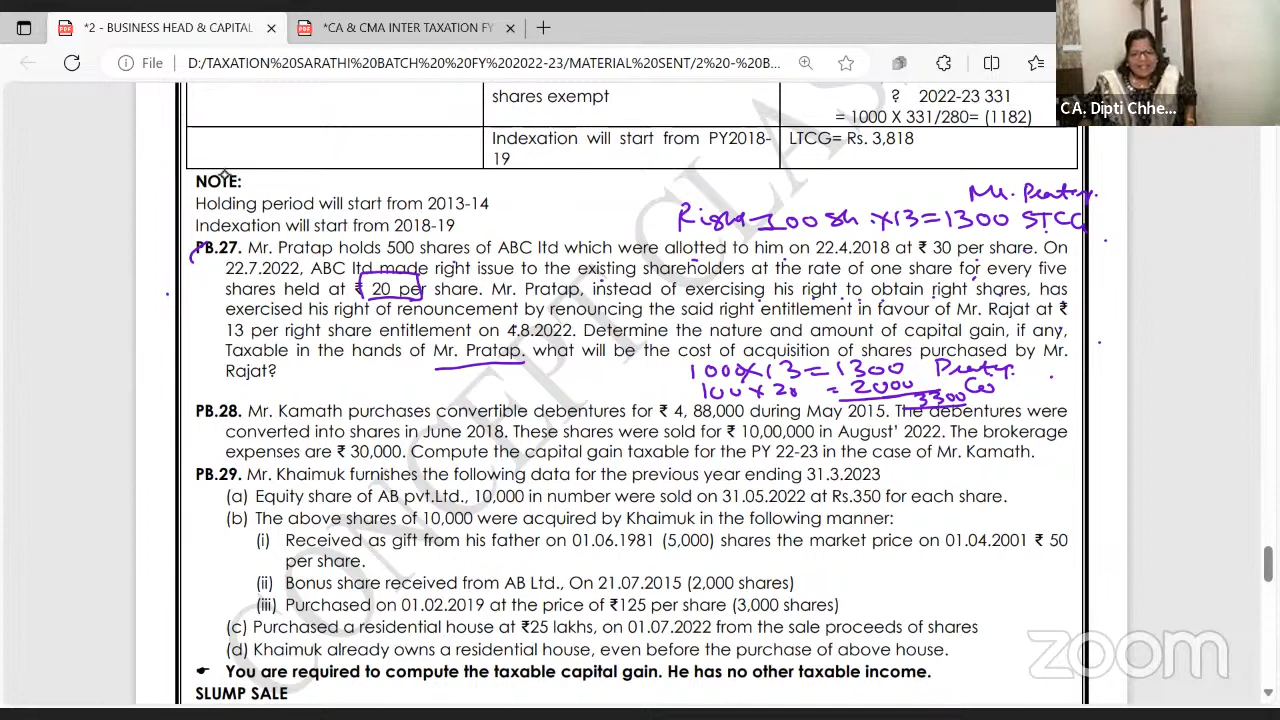 *2 - BUSINESS HEAD & CAPITAL
*CA & CMA INTER TAXATION FY
File
D:/TAXATION%20SARATHI%20BATCH%20%20FY%202022-23/MATERIAL%20SENT/2%20-%20B...
C A. Dipti Chhe...
shares exempt
? 2022-23 331
= 1000 X 331/280= (1182)
Indexation will start from PY2018-19
LTCG= Rs. 3,818
NOTE:
Holding period will start from 2013-14
Indexation will start from 2018-19
Mr. Pratap.
Right 100 sh. x13 = 1300 STCG
PB.27. Mr. Pratap holds 500 shares of ABC ltd which were allotted to him on 22.4.2018 at ₹ 30 per share. On
22.7.2022, ABC ltd made right issue to the existing shareholders at the rate of one share for every five
shares held at ₹ 20 per share. Mr. Pratap, instead of exercising his right to obtain right shares, has
exercised his right of renouncement by renouncing the said right entitlement in favour of Mr. Rajat at ₹
13 per right share entitlement on 4.8.2022. Determine the nature and amount of capital gain, if any,
Taxable in the hands of Mr. Pratap. what will be the cost of acquisition of shares purchased by Mr.
Rajat?
100x13 = 1300 Pratap.
100x20 = 2000 Co
3300
PB.28. Mr. Kamath purchases convertible debentures for ₹ 4, 88,000 during May 2015. The debentures were
converted into shares in June 2018. These shares were sold for ₹ 10,00,000 in August' 2022. The brokerage
expenses are ₹ 30,000. Compute the capital gain taxable for the PY 22-23 in the case of Mr. Kamath.
PB.29. Mr. Khaimuk furnishes the following data for the previous year ending 31.3.2023
(a) Equity share of AB pvt.Ltd., 10,000 in number were sold on 31.05.2022 at Rs.350 for each share.
(b) The above shares of 10,000 were acquired by Khaimuk in the following manner:
(i) Received as gift from his father on 01.06.1981 (5,000) shares the market price on 01.04.2001 ₹ 50
per share.
(ii) Bonus share received from AB Ltd., On 21.07.2015 (2,000 shares)
(iii) Purchased on 01.02.2019 at the price of ₹125 per share (3,000 shares)
(c) Purchased a residential house at ₹25 lakhs, on 01.07.2022 from the sale proceeds of shares
(d) Khaimuk already owns a residential house, even before the purchase of above house.
You are required to compute the taxable capital gain. He has no other taxable income.
SLUMP SALE
CONCEPT CLAS
zoom